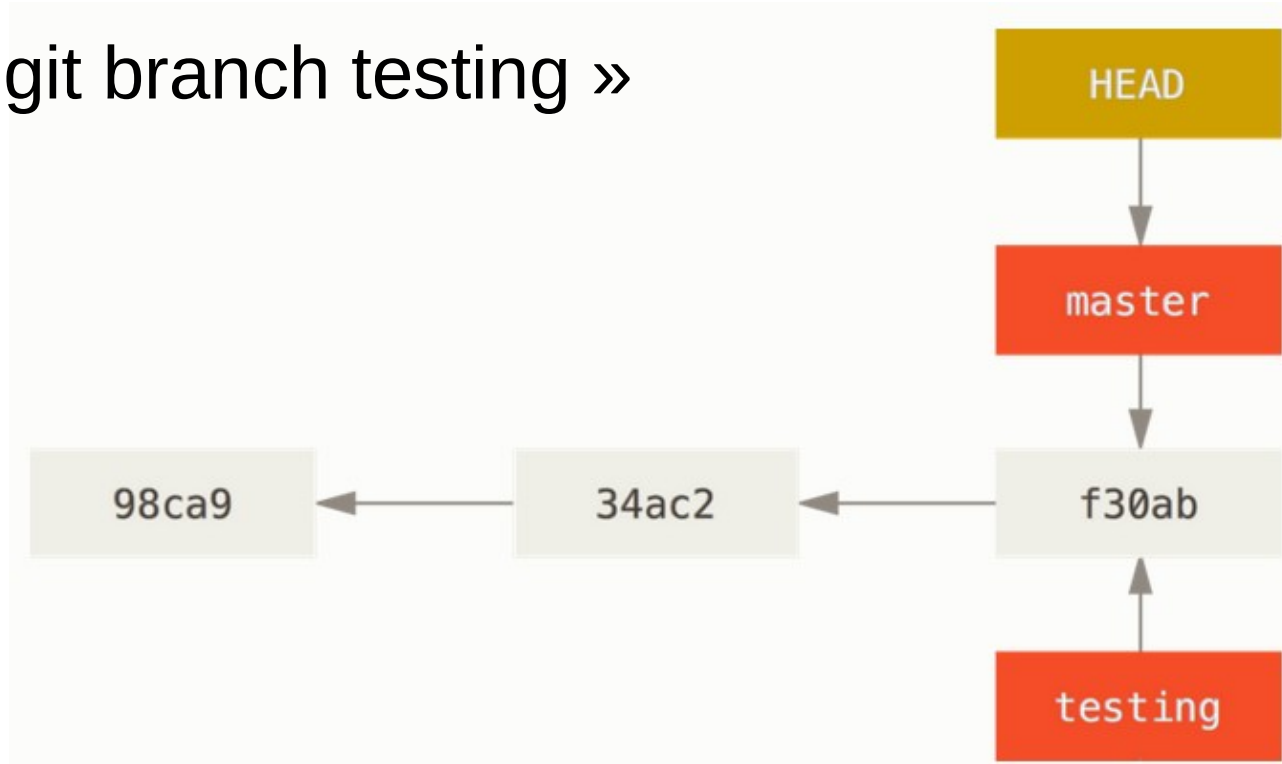 git branch testing »
HEAD
master
98ca9 34ac2 f30ab
testing